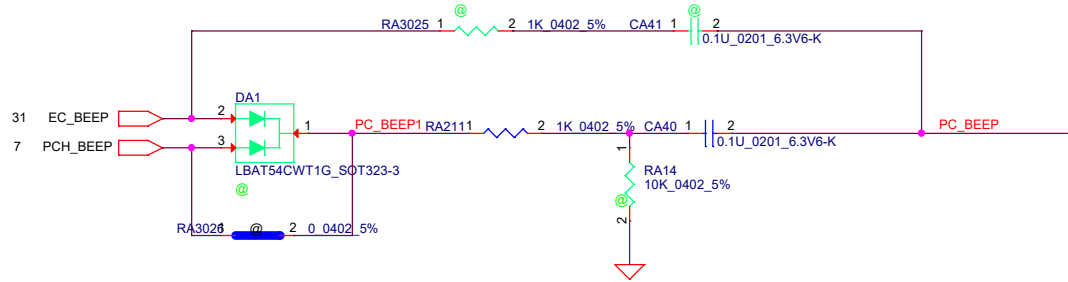 @ @
RA3025 1 2 1K_0402_5% CA41 1 2
0.1U_0201_6.3V6-K
DA1
31 EC_BEEP 2
1 PC_BEEP1 RA211 1 2 1K_0402_5% CA40 1 2 PC_BEEP
0.1U_0201_6.3V6-K
7 PCH_BEEP 3
LBAT54CWT1G_SOT323-3
@
1
RA14
10K_0402_5%
@
2
RA3026 1 @ 2 0_0402_5%